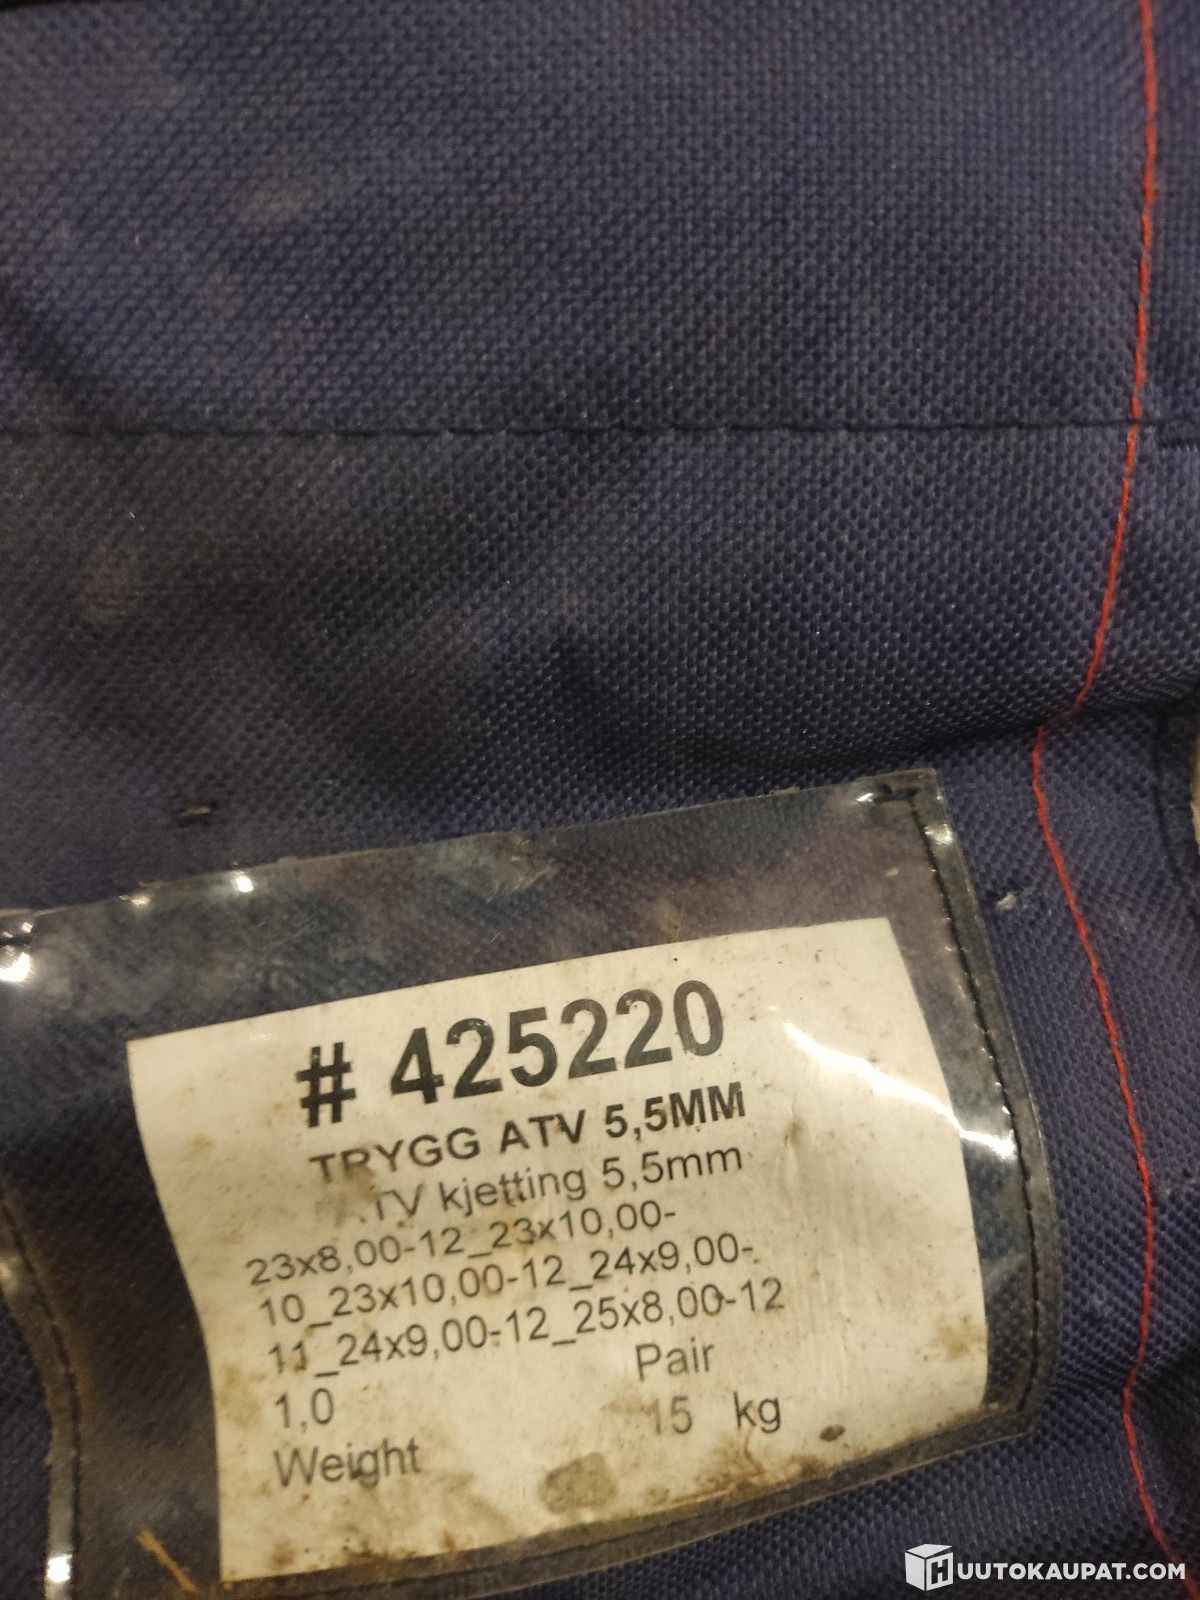 # 425220
TRYGG ATV 5,5MM
ATV kjetting 5,5mm
23x8,00-12_23x10,00-
10_23x10,00-12_24x9,00-
11_24x9,00-12_25x8,00-12
1,0 Pair
Weight 15 kg
HUUTOKAUPAT.COM